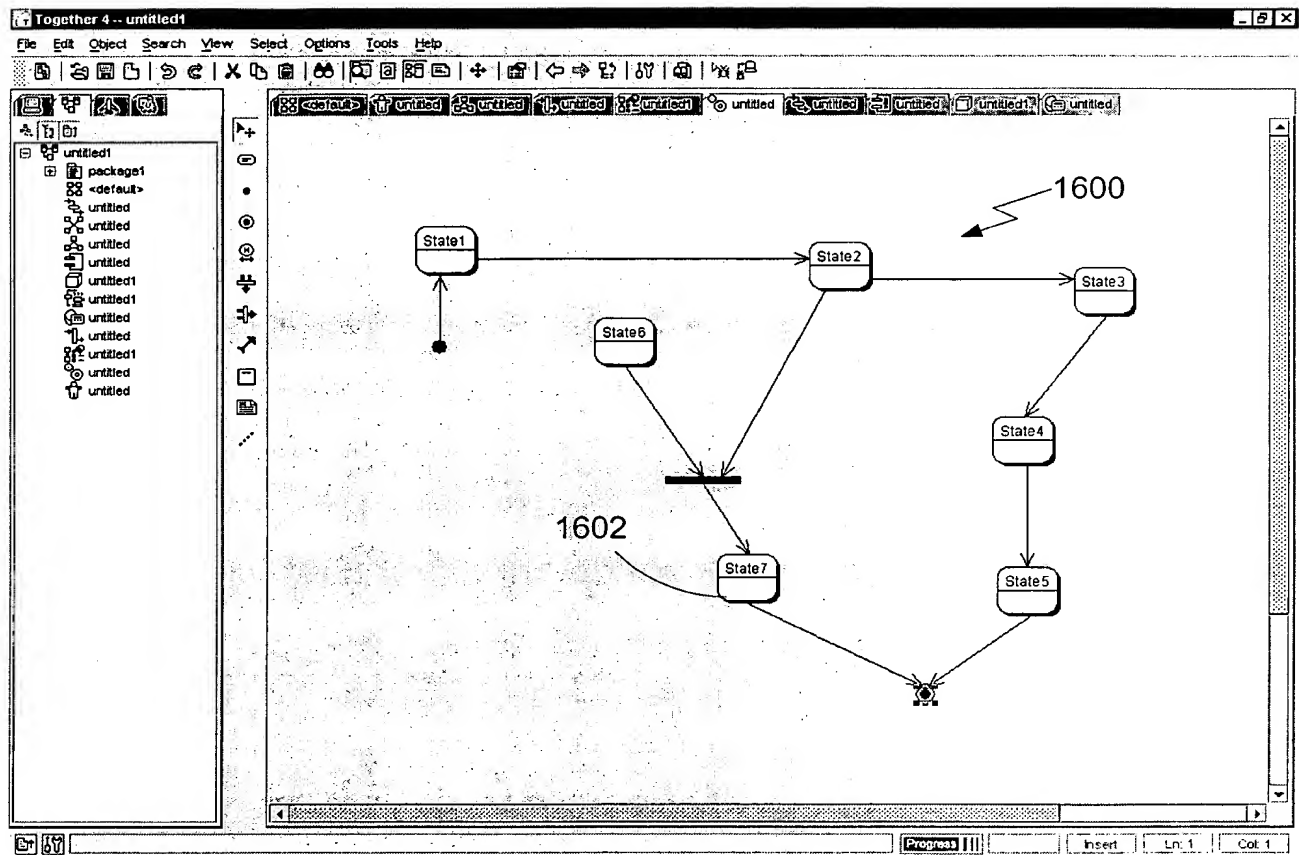 Together 4 -- untitled1
File Edit Object Search View Select Options Tools Help
<default> untitled untitled untitled untitled1 untitled untitled untitled untitled1 untitled
untitled1
package1
<default>
untitled
untitled
untitled
untitled
untitled1
untitled1
untitled
untitled
untitled1
untitled
untitled
1600
State1
State2
State3
State6
State4
1602
State7
State5
Progress Insert Ln: 1 Col: 1